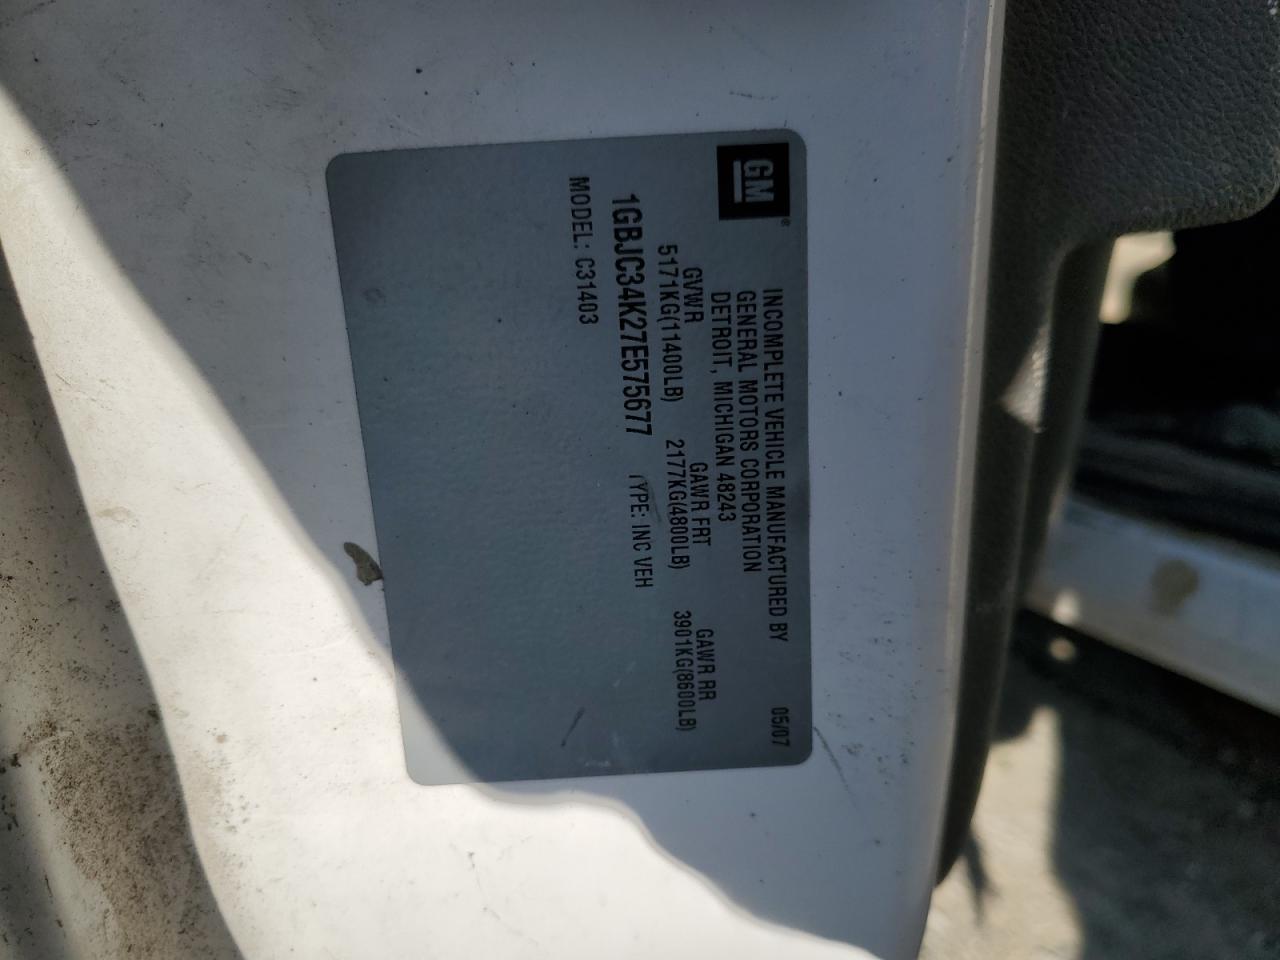 GM®
INCOMPLETE VEHICLE MANUFACTURED BY 05/07
GENERAL MOTORS CORPORATION
DETROIT, MICHIGAN 48243
GVWR GAWR FRT GAWR RR
5171KG(11400LB) 2177KG(4800LB) 3901KG(8600LB)
1GBJC34K27E575677 TYPE: INC VEH
MODEL: C31403